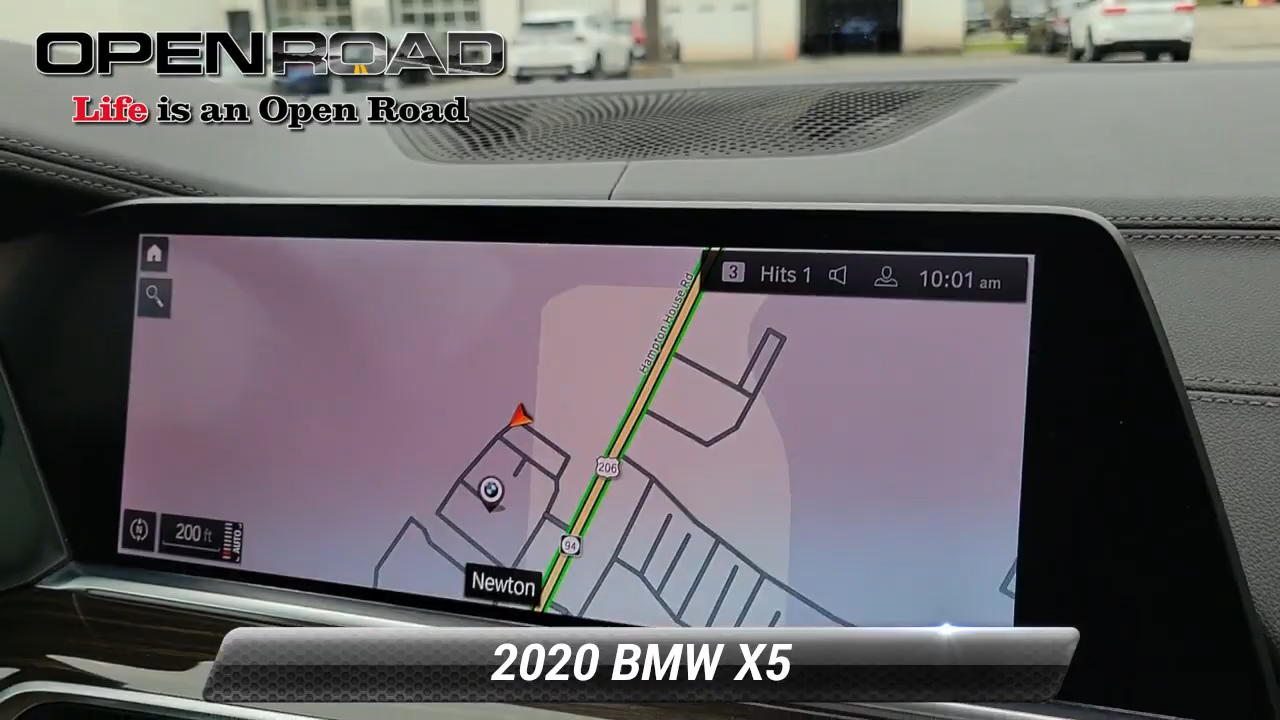 OPENROAD
Life is an Open Road
3 Hits 1 10:01 am
Hampton House Rd
206
94
N
200 ft
AUTO
Newton
2020 BMW X5